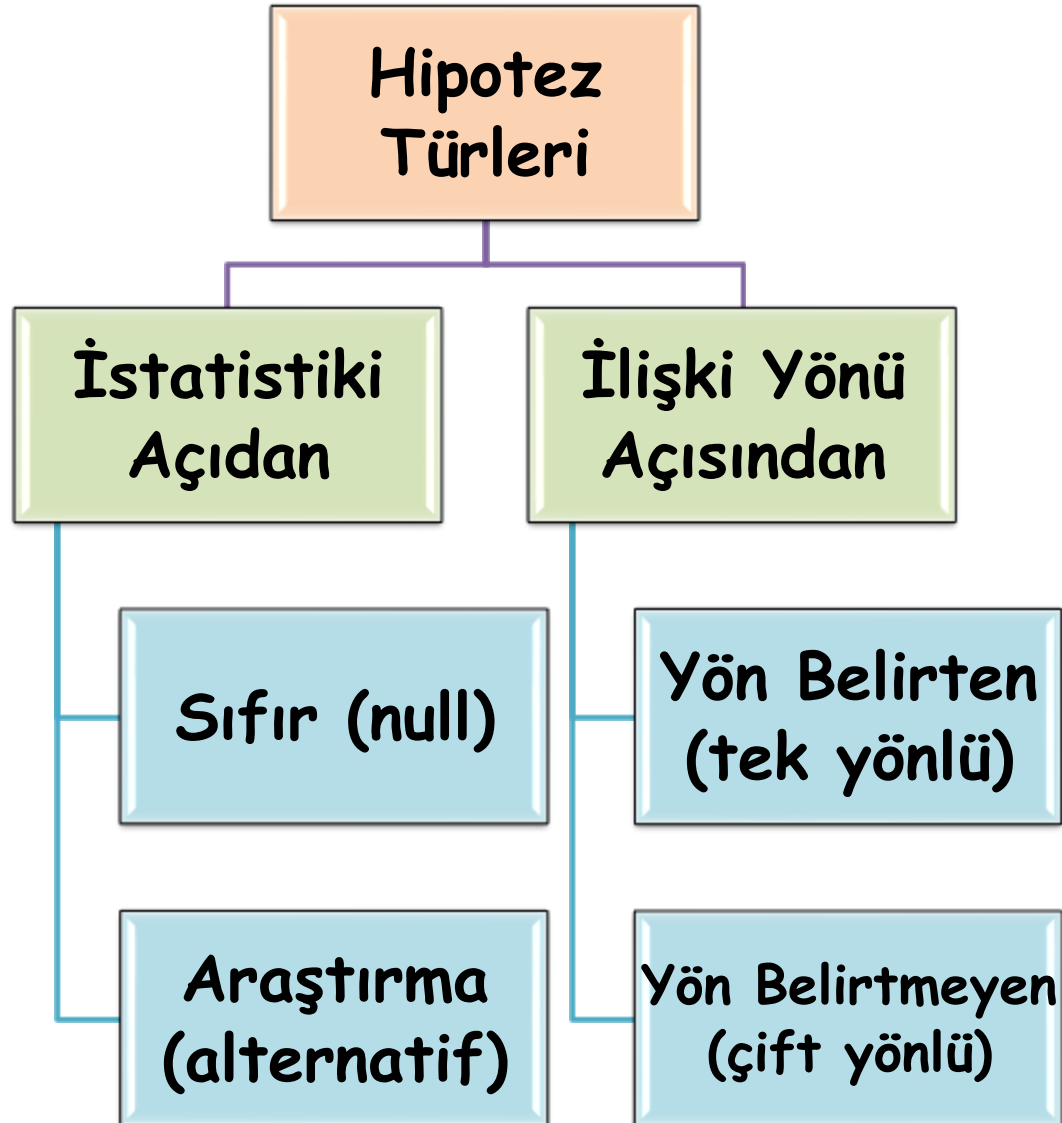 Hipotez
Türleri
İstatistiki
Açıdan
Sıfır (null)
Araştırma
(alternatif)
İlişki Yönü
Açısından
Yön Belirten
(tek yönlü)
Yön Belirtmeyen
(çift yönlü)